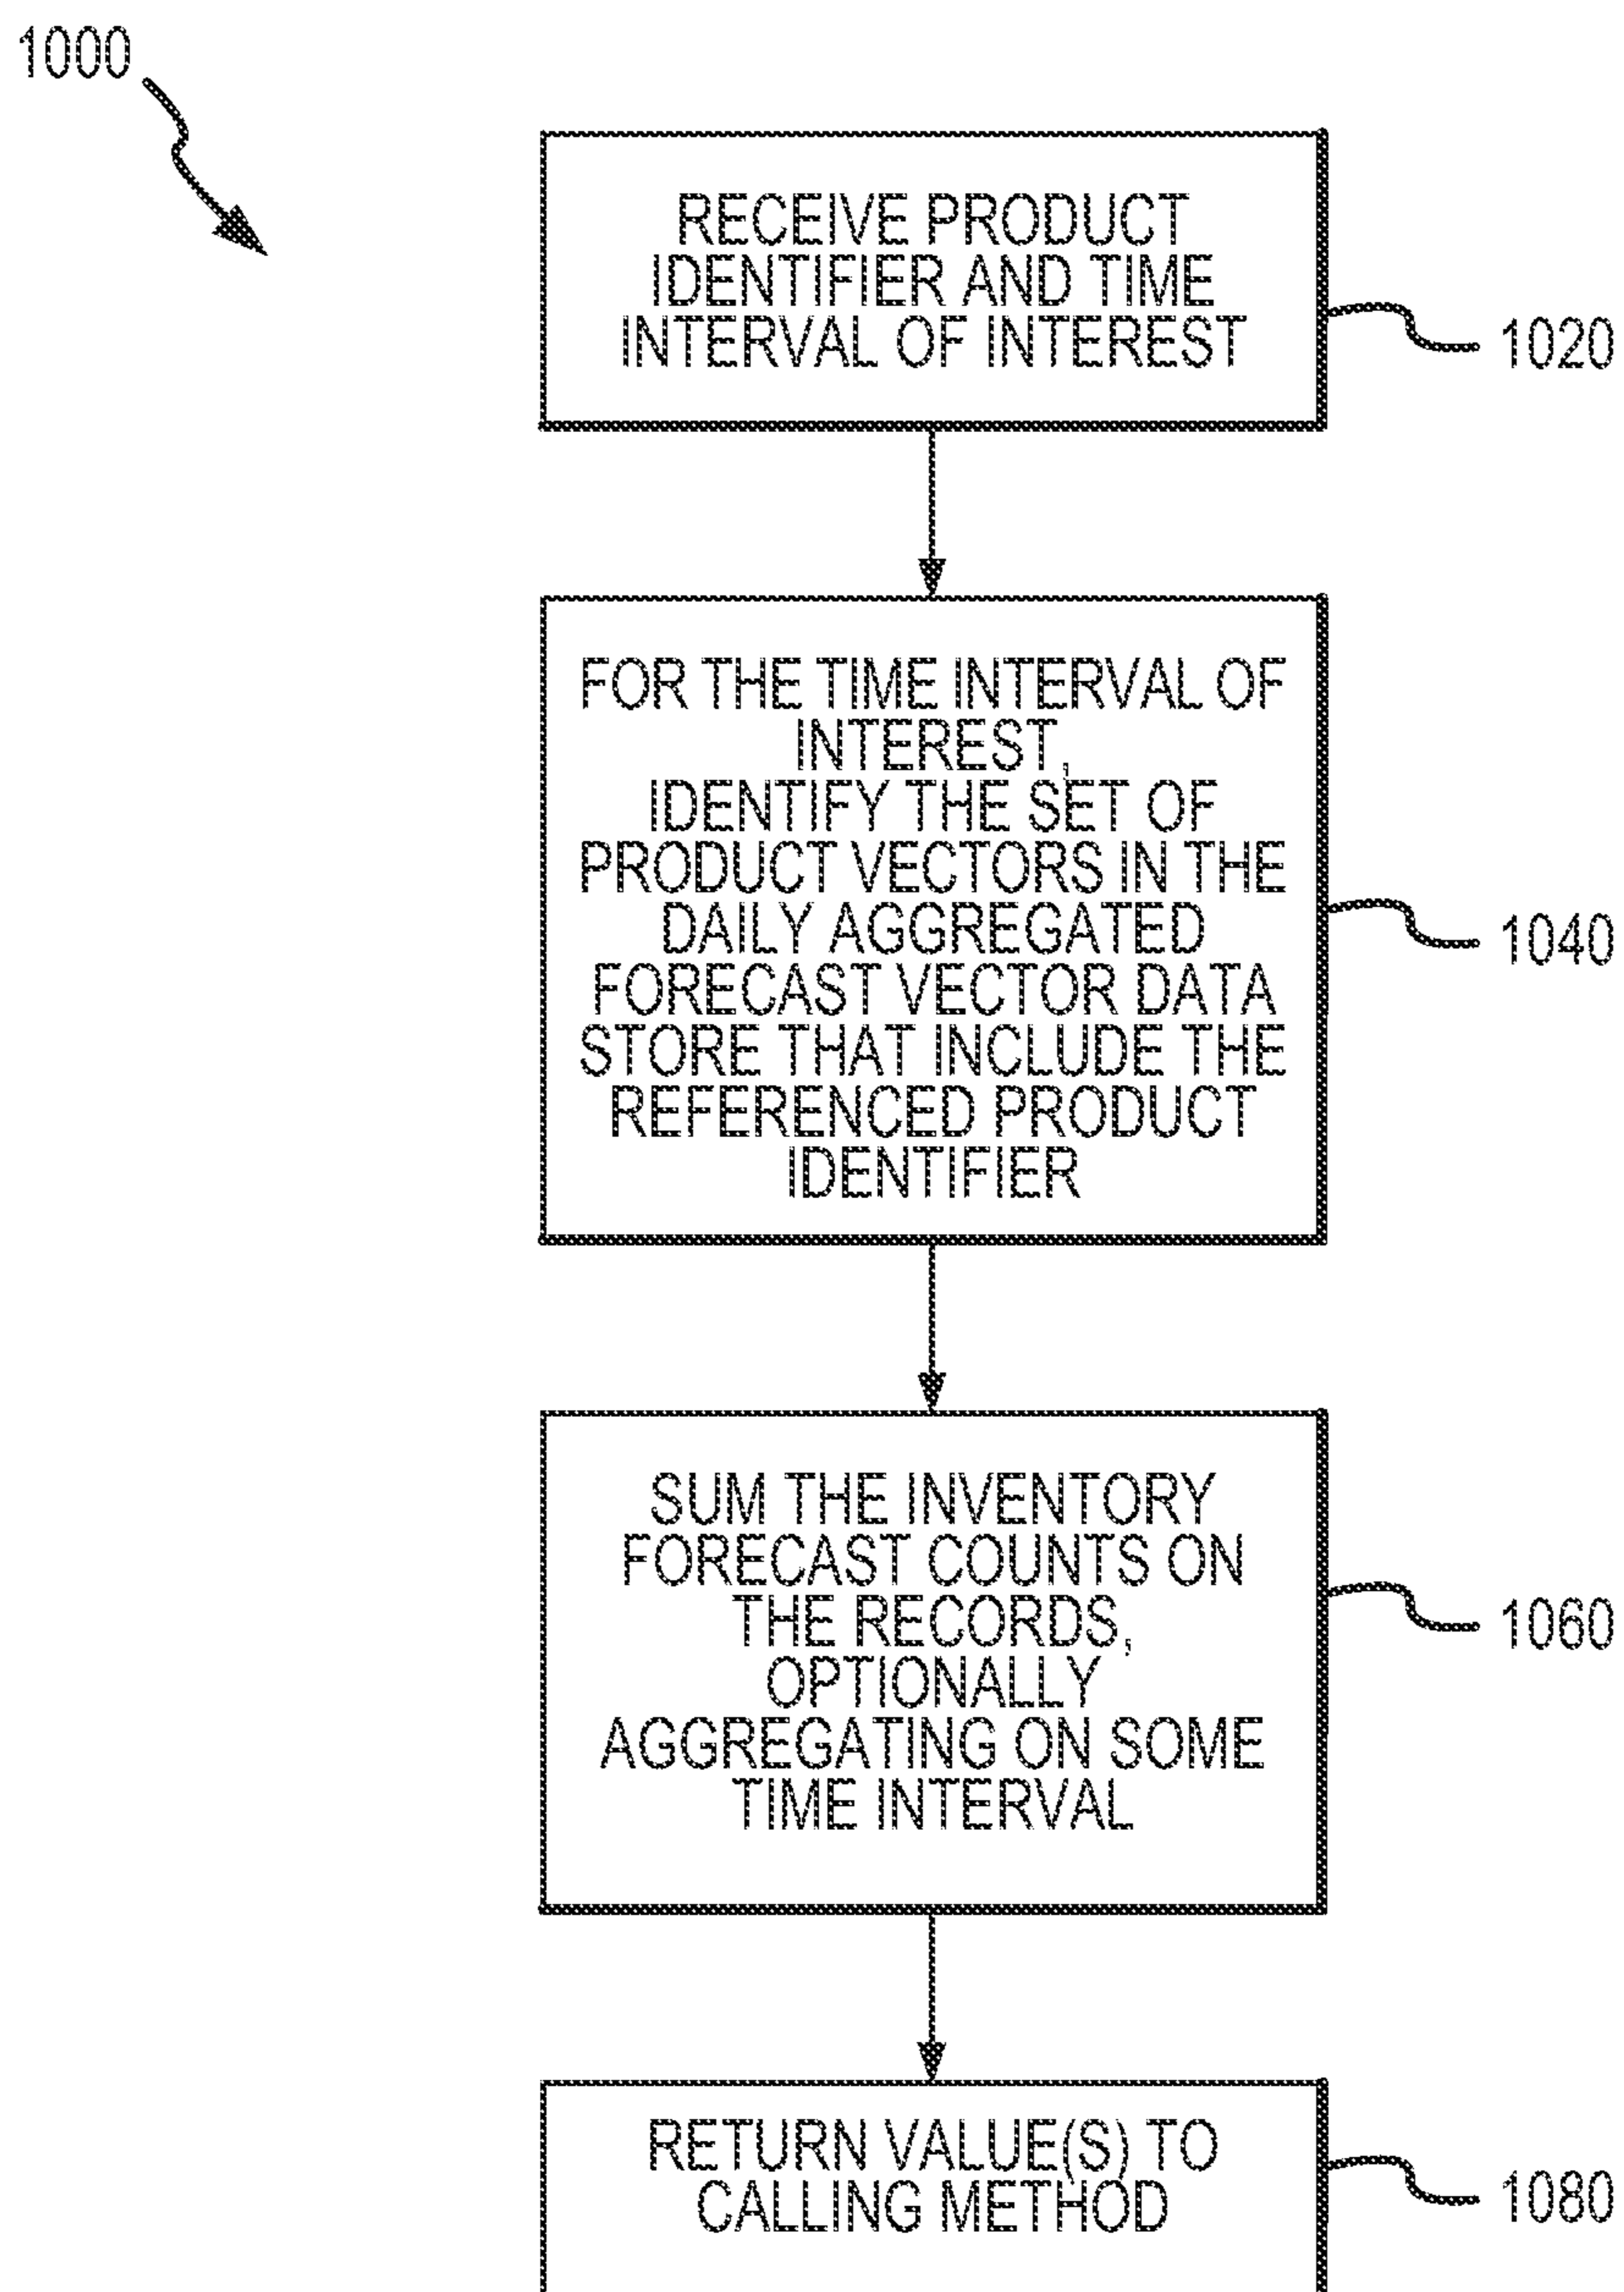 1000
RECEIVE PRODUCT
IDENTIFIER AND TIME
INTERVAL OF INTEREST
1020
FOR THE TIME INTERVAL OF
INTEREST,
IDENTIFY THE SET OF
PRODUCT VECTORS IN THE
DAILY AGGREGATED
FORECAST VECTOR DATA
STORE THAT INCLUDE THE
REFERENCED PRODUCT
IDENTIFIER
1040
SUM THE INVENTORY
FORECAST COUNTS ON
THE RECORDS,
OPTIONALLY
AGGREGATING ON SOME
TIME INTERVAL
1060
RETURN VALUE(S) TO
CALLING METHOD
1080